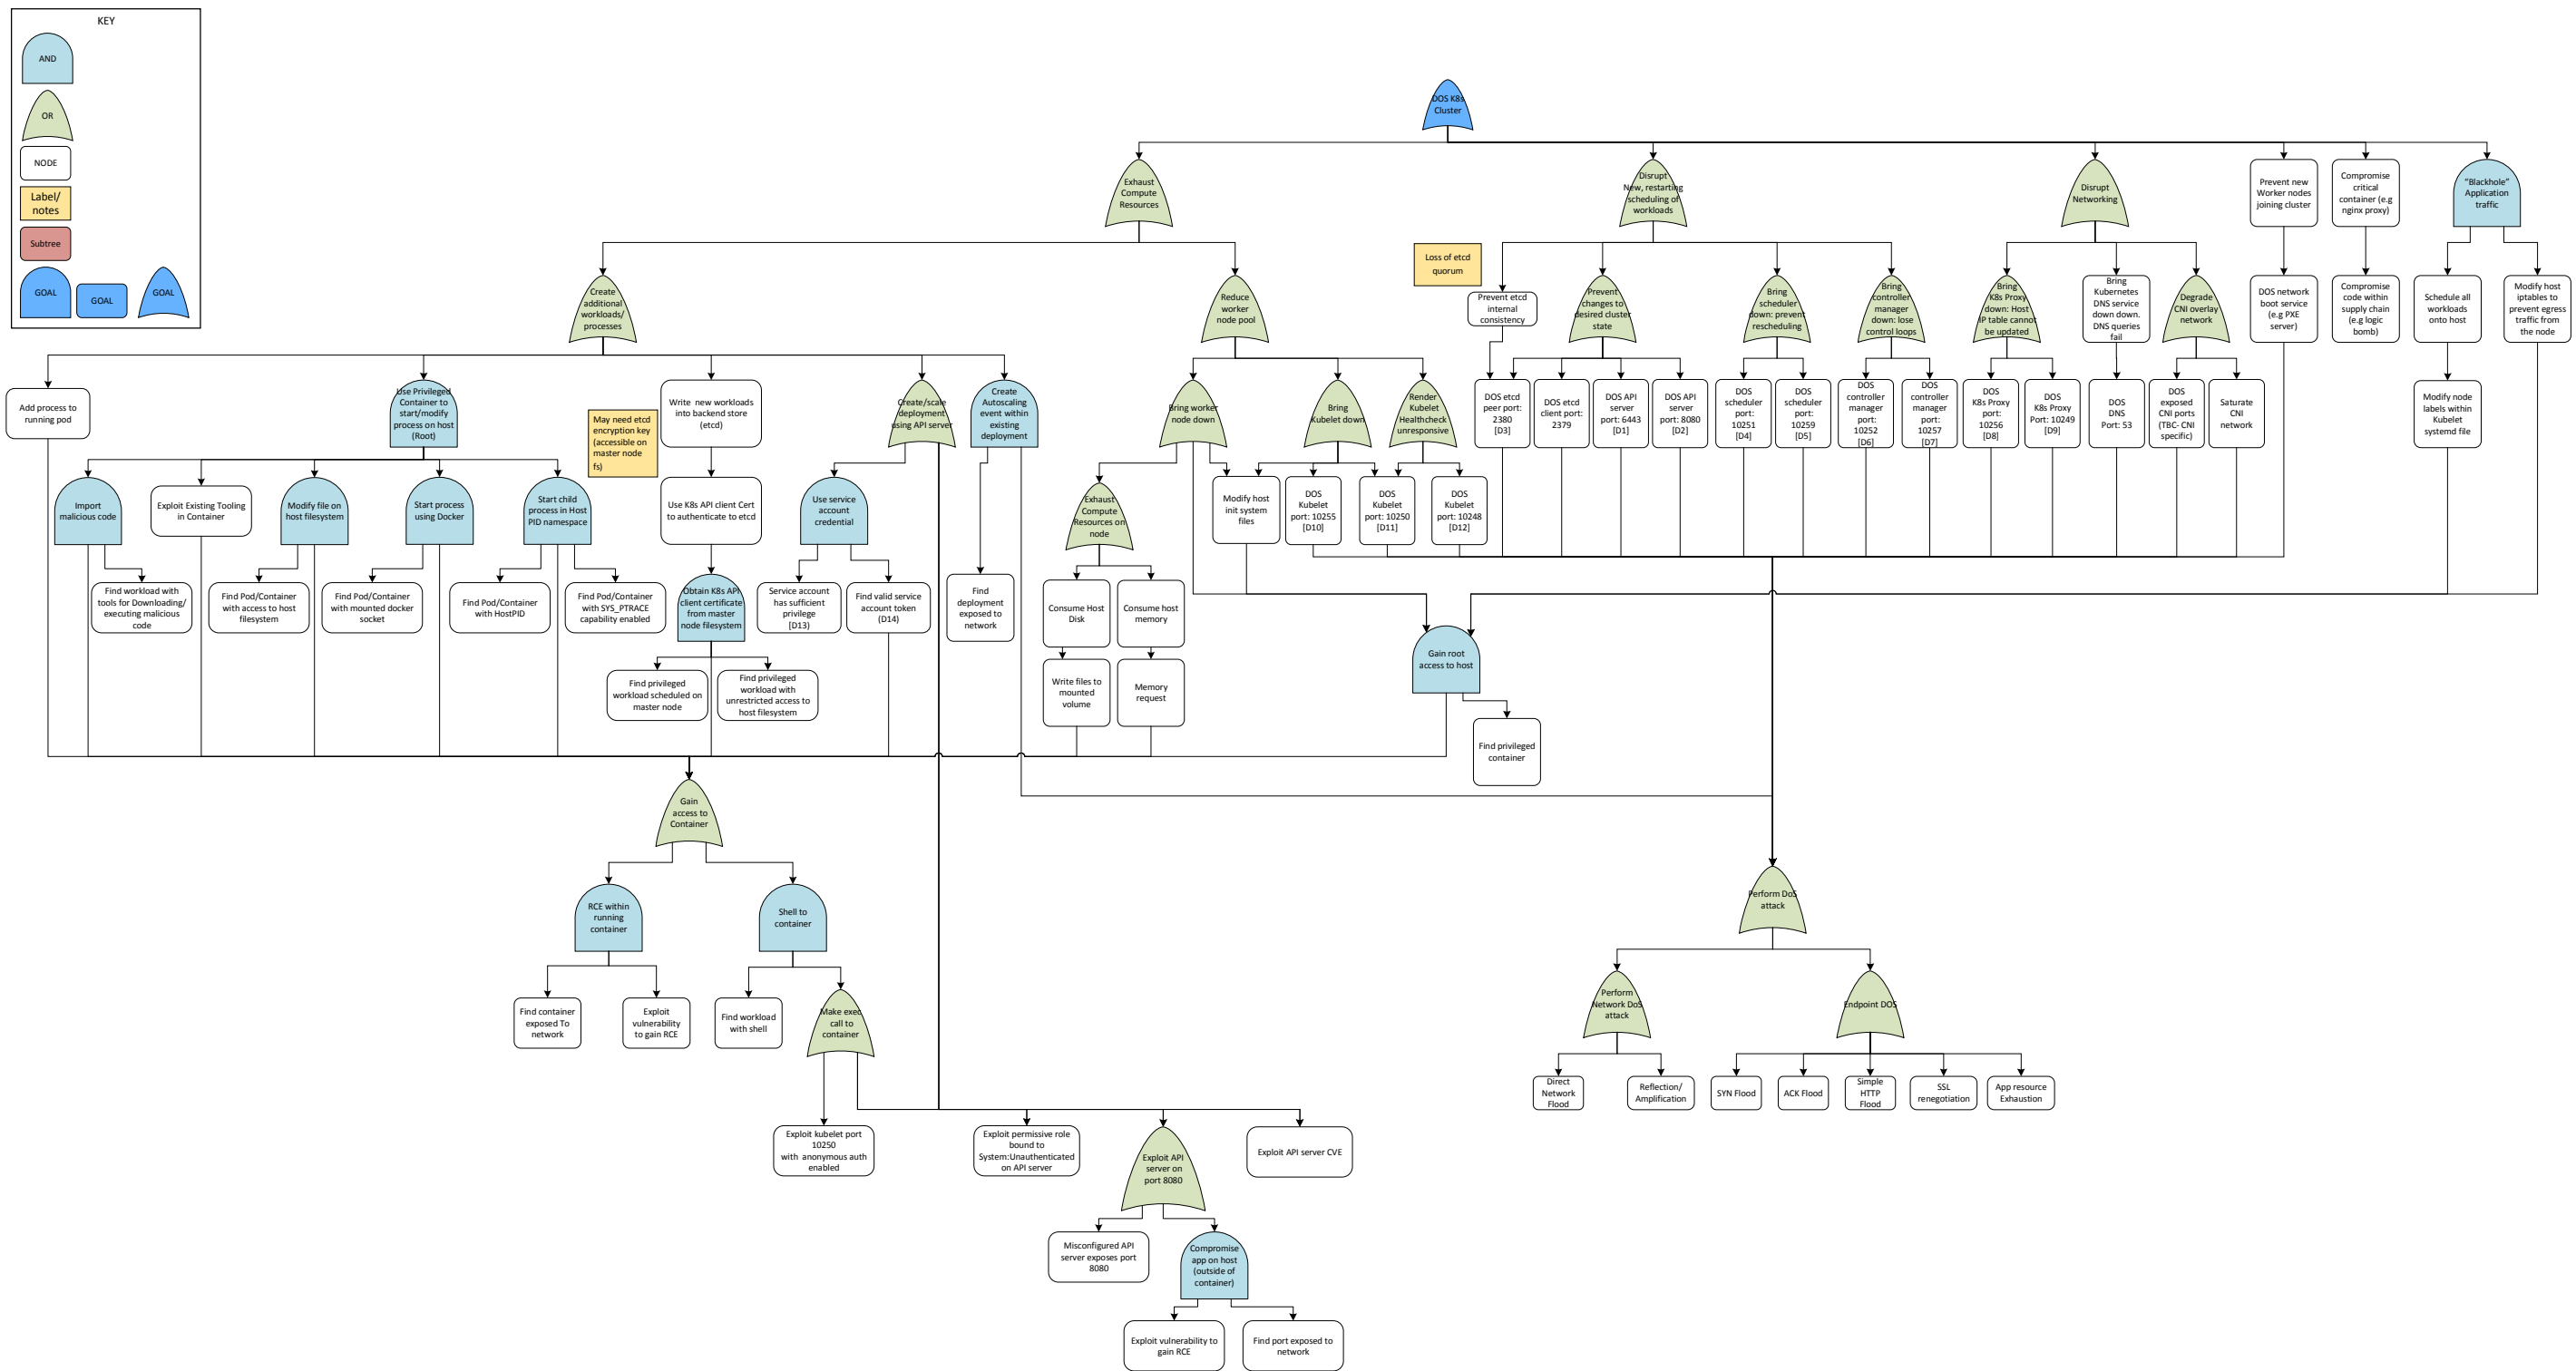 KEY
AND
OR
NODE
Label/
notes
Subtree
GOAL
GOAL
GOAL
DOS K8s
Cluster
Exhaust
Compute
Resources
Disrupt
New, restarting
scheduling of
workloads
Disrupt
Networking
Prevent new
Worker nodes
joining cluster
Compromise
critical
container (e.g
nginx proxy)
"Blackhole"
Application
traffic
Create
additional
workloads/
processes
Reduce
worker
node pool
Loss of etcd
quorum
Prevent etcd
internal
consistency
Prevent
changes to
desired cluster
state
Bring
scheduler
down: prevent
rescheduling
Bring
controller
manager
down: lose
control loops
Bring
K8s Proxy
down: Host
IP table cannot
be updated
Bring
Kubernetes
DNS service
down down.
DNS queries
fail
Degrade
CNI overlay
network
DOS network
boot service
(e.g PXE
server)
Compromise
code within
supply chain
(e.g logic
bomb)
Schedule all
workloads
onto host
Modify host
iptables to
prevent egress
traffic from
the node
Add process to
running pod
Use Privileged
Container to
start/modify
process on host
(Root)
May need etcd
encryption key
(accessible on
master node
fs)
Write new workloads
into backend store
(etcd)
Create/scale
deployment
using API server
Create
Autoscaling
event within
existing
deployment
Bring worker
node down
Bring
Kubelet down
Render
Kubelet
Healthcheck
unresponsive
DOS etcd
peer port:
2380
[D3]
DOS etcd
client port:
2379
DOS API
server
port: 6443
[D1]
DOS API
server
port: 8080
[D2]
DOS
scheduler
port:
10251
[D4]
DOS
scheduler
port:
10259
[D5]
DOS
controller
manager
port:
10252
[D6]
DOS
controller
manager
port:
10257
[D7]
DOS
K8s Proxy
port:
10256
[D8]
DOS
K8s Proxy
Port: 10249
[D9]
DOS
DNS
Port: 53
DOS
exposed
CNI ports
(TBC- CNI
specific)
Saturate
CNI
network
Modify node
labels within
Kubelet
systemd file
Import
malicious code
Exploit Existing Tooling
in Container
Modify file on
host filesystem
Start process
using Docker
Start child
process in Host
PID namespace
Use K8s API client Cert
to authenticate to etcd
Use service
account
credential
Exhaust
Compute
Resources on
node
Modify host
init system
files
DOS
Kubelet
port: 10255
[D10]
DOS
Kubelet
port: 10250
[D11]
DOS
Kubelet
port: 10248
[D12]
Find workload with
tools for Downloading/
executing malicious
code
Find Pod/Container
with access to host
filesystem
Find Pod/Container
with mounted docker
socket
Find Pod/Container
with HostPID
Find Pod/Container
with SYS_PTRACE
capability enabled
Obtain K8s API
client certificate
from master
node filesystem
Service account
has sufficient
privilege
(D13)
Find valid service
account token
(D14)
Find
deployment
exposed to
network
Consume Host
Disk
Consume host
memory
Gain root
access to host
Find privileged
workload scheduled on
master node
Find privileged
workload with
unrestricted access to
host filesystem
Write files to
mounted
volume
Memory
request
Find privileged
container
Gain
access to
Container
RCE within
running
container
Shell to
container
Perform DoS
attack
Find container
exposed To
network
Exploit
vulnerability
to gain RCE
Find workload
with shell
Make exec
call to
container
Perform
Network DoS
attack
Endpoint DOS
Direct
Network
Flood
Reflection/
Amplification
SYN Flood
ACK Flood
Simple
HTTP
Flood
SSL
renegotiation
App resource
Exhaustion
Exploit kubelet port
10250
with anonymous auth
enabled
Exploit permissive role
bound to
System:Unauthenticated
on API server
Exploit API
server on
port 8080
Exploit API server CVE
Misconfigured API
server exposes port
8080
Compromise
app on host
(outside of
container)
Exploit vulnerability to
gain RCE
Find port exposed to
network